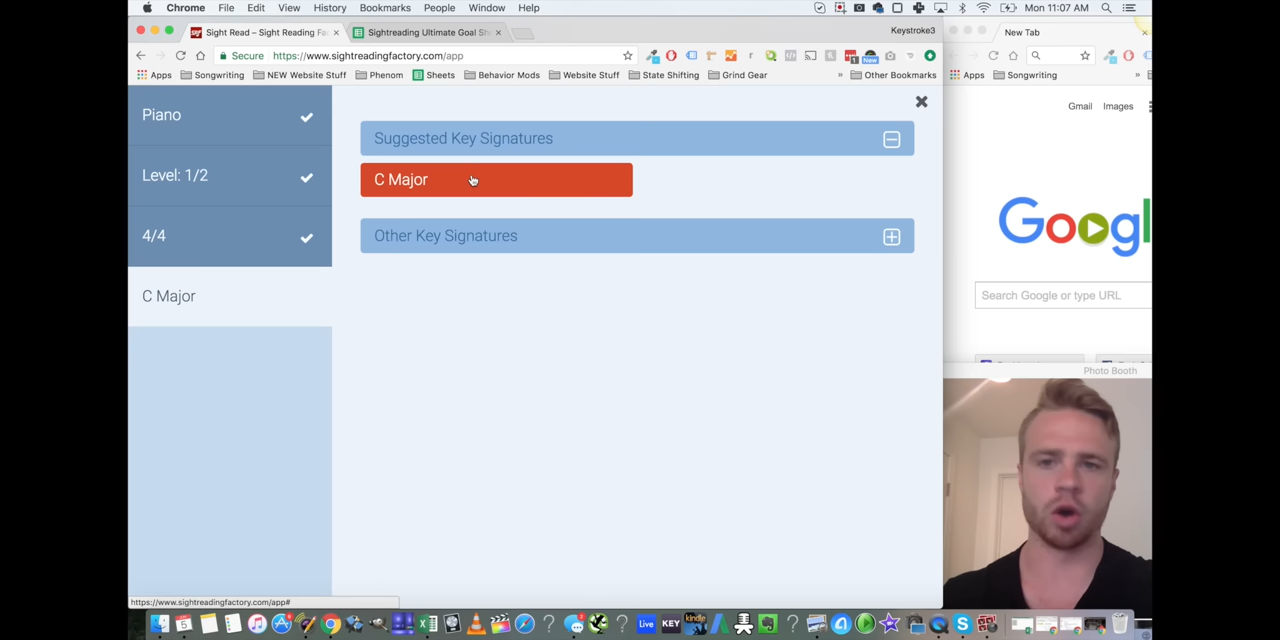 Chrome File Edit View History Bookmarks People Window Help
Mon 11:07 AM
Sight Read – Sight Reading Fa
Sightreading Ultimate Goal Sh
Keystroke3
New Tab
Secure https://www.sightreadingfactory.com/app
Apps Songwriting NEW Website Stuff Phenom Sheets Behavior Mods Website Stuff State Shifting Grind Gear » Other Bookmarks
Apps Songwriting
Gmail Images
Piano
Level: 1/2
4/4
C Major
Suggested Key Signatures
C Major
Other Key Signatures
Google
Search Google or type URL
Photo Booth
https://www.sightreadingfactory.com/app#
Live
KEY
kindle